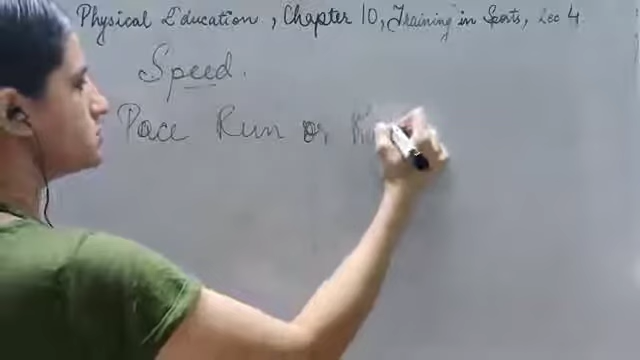 Physical Education, Chapter 10, Training in Sports, Lec 4
Speed.
Pace Run or